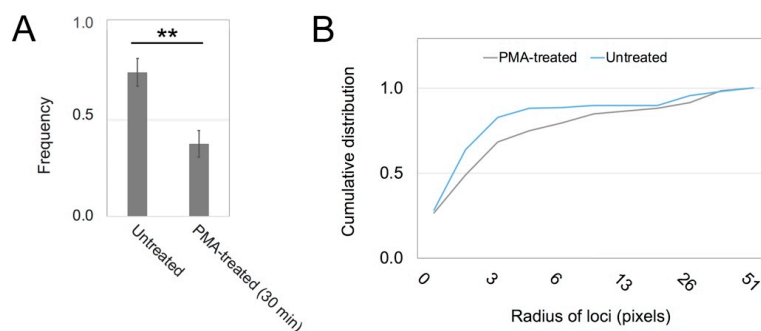 A
1.0
**
0.5
0.0
Frequency
Untreated
PMA-treated (30 min)
B
PMA-treated Untreated
1.0
0.5
0.0
Cumulative distribution
0 3 6 13 26 51
Radius of loci (pixels)